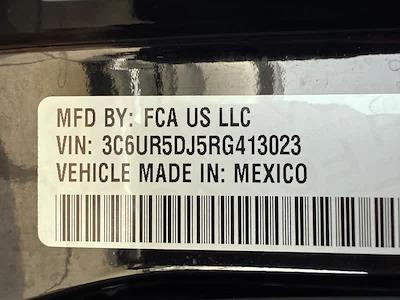 MFD BY: FCA US LLC
VIN: 3C6UR5DJ5RG413023
VEHICLE MADE IN: MEXICO